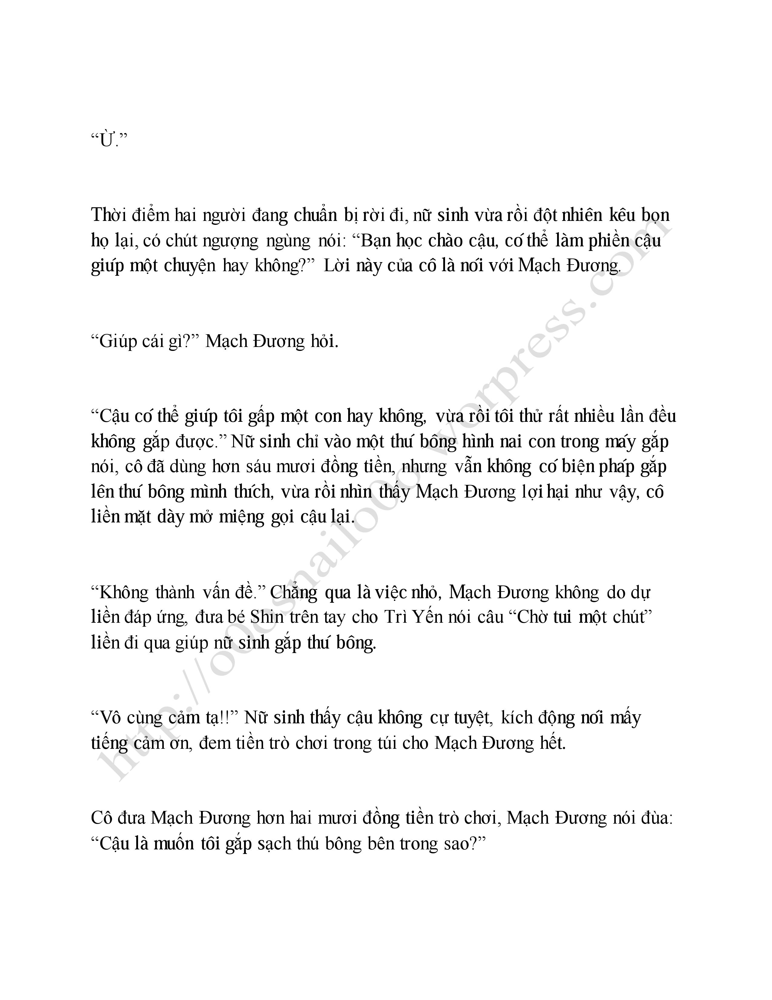 “Ừ.”
Thời điểm hai người đang chuẩn bị rời đi, nữ sinh vừa rồi đột nhiên kêu bọn
họ lại, có chút ngượng ngùng nói: “Bạn học chào cậu, có thể làm phiền cậu
giúp một chuyện hay không?” Lời này của cô là nói với Mạch Đương.
“Giúp cái gì?” Mạch Đương hỏi.
“Cậu có thể giúp tôi gấp một con hay không, vừa rồi tôi thử rất nhiều lần đều
không gắp được.” Nữ sinh chỉ vào một thú bông hình nai con trong máy gắp
nói, cô đã dùng hơn sáu mươi đồng tiền, nhưng vẫn không có biện pháp gắp
lên thú bông mình thích, vừa rồi nhìn thấy Mạch Đương lợi hại như vậy, cô
liền mặt dày mở miệng gọi cậu lại.
“Không thành vấn đề.” Chẳng qua là việc nhỏ, Mạch Đương không do dự
liền đáp ứng, đưa bé Shin trên tay cho Trì Yến nói câu “Chờ tui một chút”
liền đi qua giúp nữ sinh gắp thú bông.
“Vô cùng cảm tạ!!” Nữ sinh thấy cậu không cự tuyệt, kích động nói mấy
tiếng cảm ơn, đem tiền trò chơi trong túi cho Mạch Đương hết.
Cô đưa Mạch Đương hơn hai mươi đồng tiền trò chơi, Mạch Đương nói đùa:
“Cậu là muốn tôi gắp sạch thú bông bên trong sao?”
http://o0osnailo0o.worpress.com